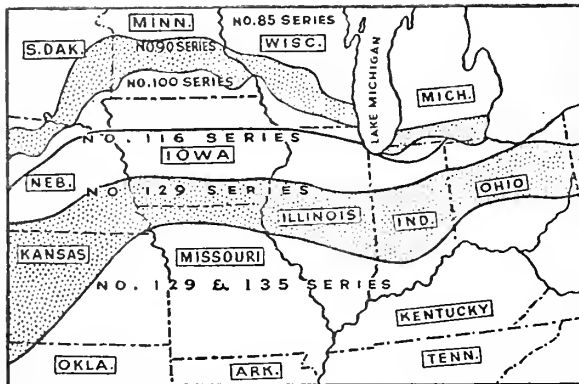 NO.85 SERIES
MINN.
S.DAK.
NO.90 SERIES
WISC.
NO.100 SERIES
LAKE MICHIGAN
MICH.
NO. 116 SERIES
IOWA
NEB.
NO. 129 SERIES
OHIO
ILLINOIS
IND.
KANSAS
MISSOURI
NO. 129 & 135 SERIES
KENTUCKY
OKLA.
ARK.
TENN.